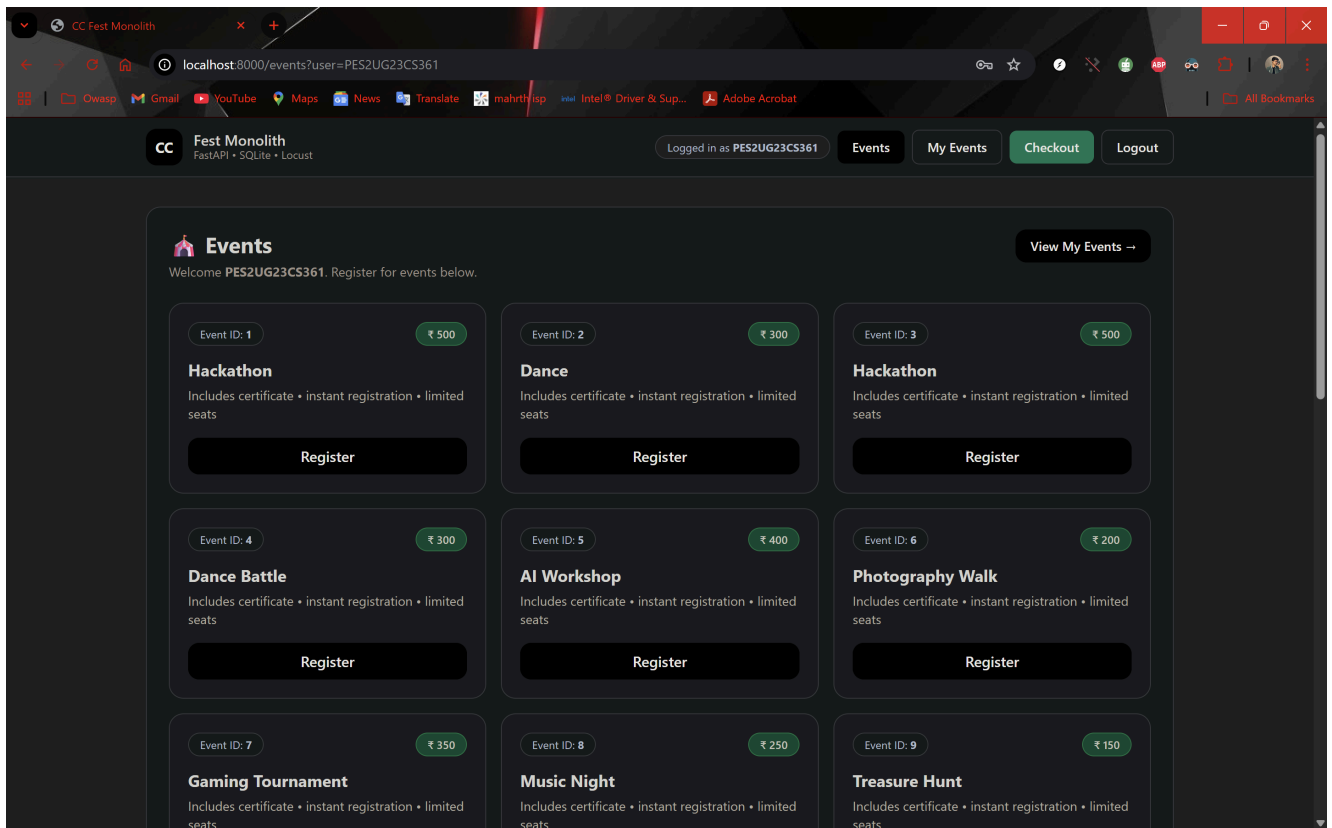 CC Fest Monolith
localhost:8000/events?user=PES2UG23CS361
ABP
Owasp
Gmail
YouTube
Maps
News
Translate
mahrth isp
intel Intel® Driver & Sup...
Adobe Acrobat
All Bookmarks
CC
Fest Monolith
FastAPI • SQLite • Locust
Logged in as PES2UG23CS361
Events
My Events
Checkout
Logout
🎪 Events
View My Events →
Welcome PES2UG23CS361. Register for events below.
Event ID: 1
₹ 500
Hackathon
Includes certificate • instant registration • limited
seats
Register
Event ID: 2
₹ 300
Dance
Includes certificate • instant registration • limited
seats
Register
Event ID: 3
₹ 500
Hackathon
Includes certificate • instant registration • limited
seats
Register
Event ID: 4
₹ 300
Dance Battle
Includes certificate • instant registration • limited
seats
Register
Event ID: 5
₹ 400
AI Workshop
Includes certificate • instant registration • limited
seats
Register
Event ID: 6
₹ 200
Photography Walk
Includes certificate • instant registration • limited
seats
Register
Event ID: 7
₹ 350
Gaming Tournament
Includes certificate • instant registration • limited
seats
Event ID: 8
₹ 250
Music Night
Includes certificate • instant registration • limited
seats
Event ID: 9
₹ 150
Treasure Hunt
Includes certificate • instant registration • limited
seats